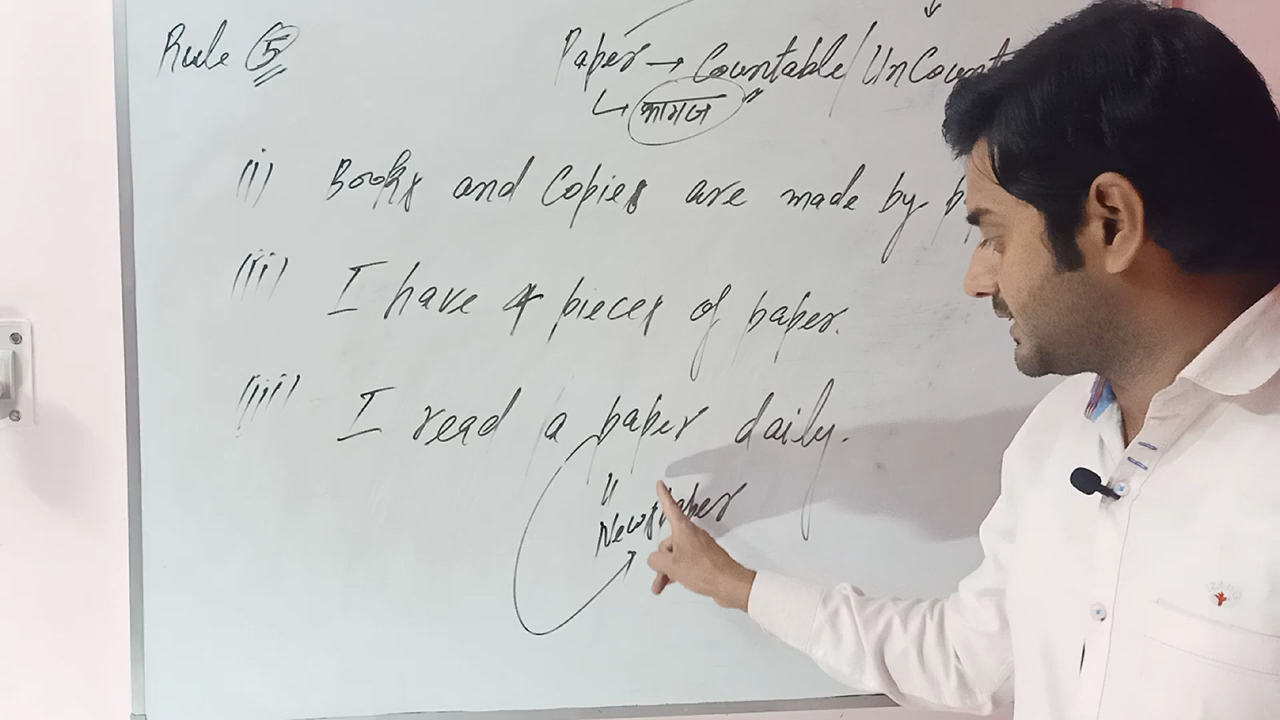 Rule 5
Paper → Countable/Uncount
↳ कागज
(i) Books and Copies are made by p
(ii) I have 4 pieces of paper.
(iii) I read a paper daily.
"
Newspaper